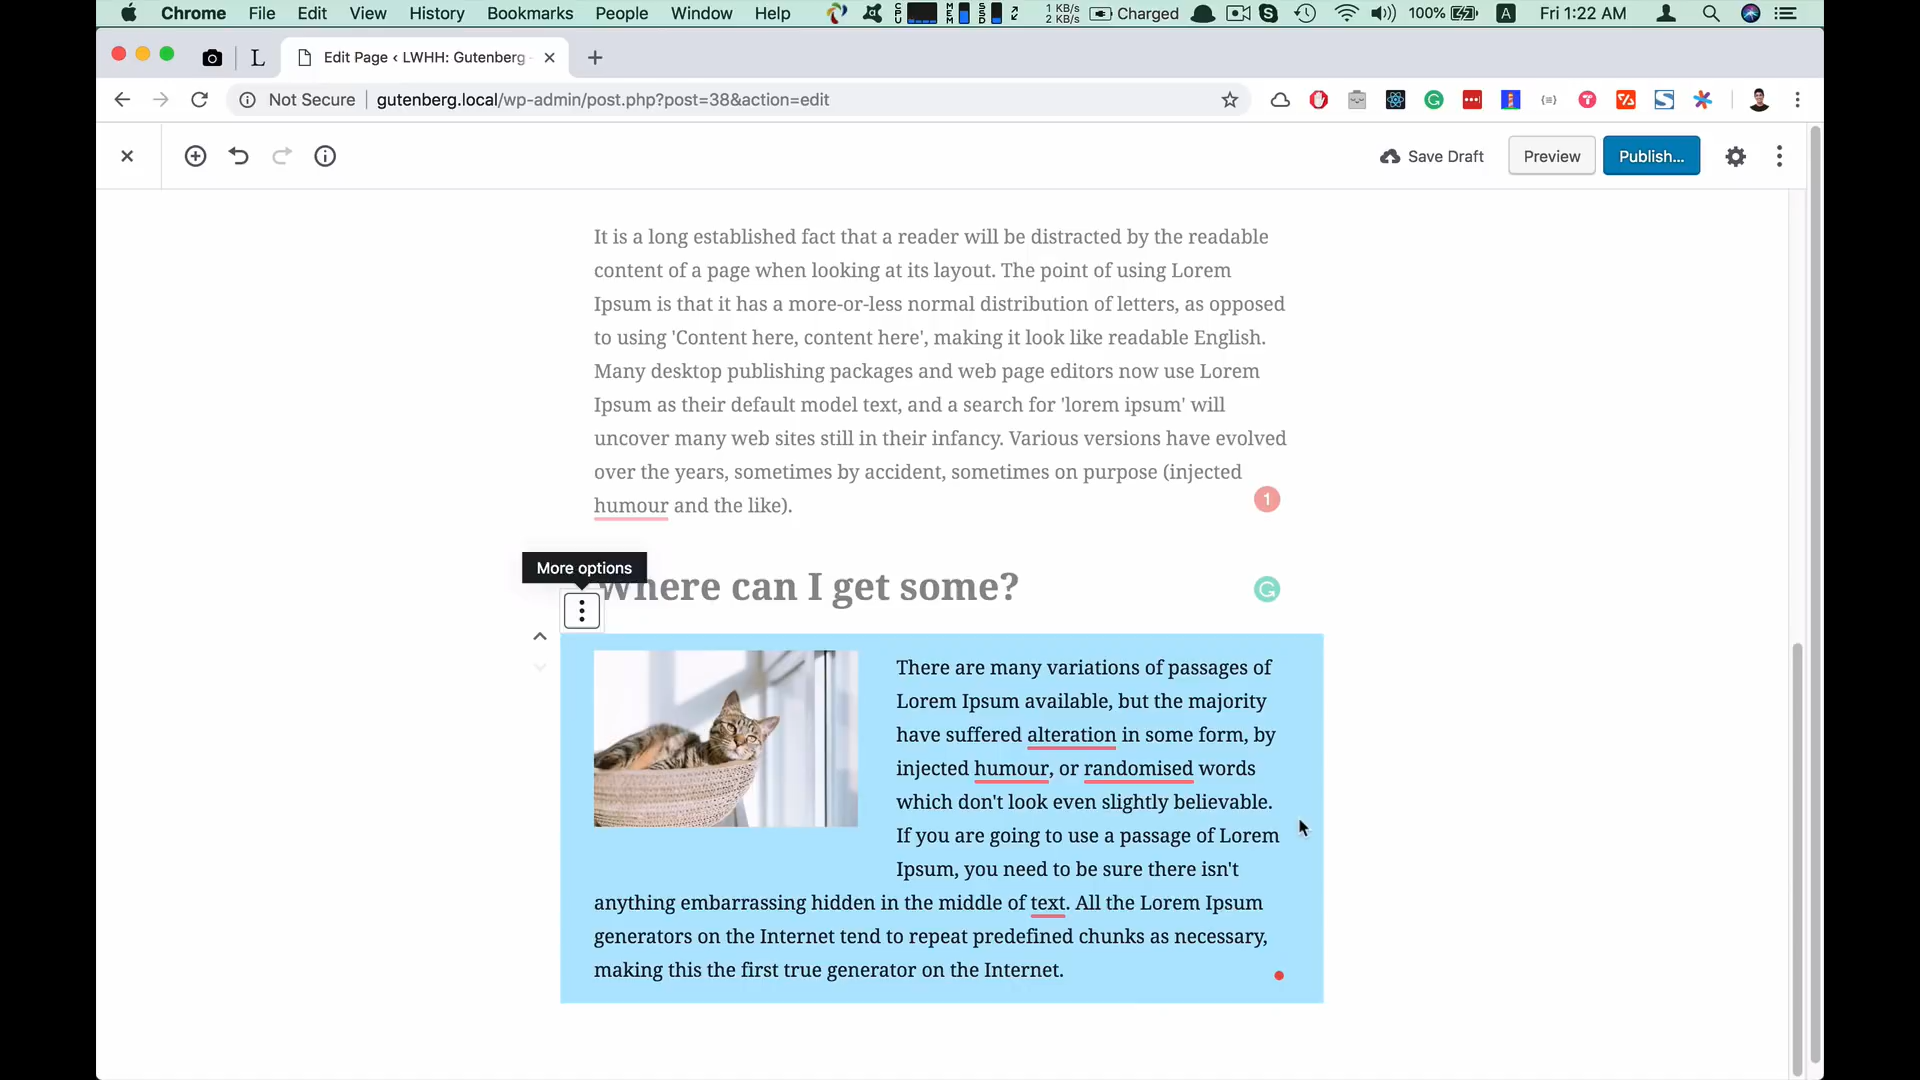 Chrome File Edit View History Bookmarks People Window Help
1 KB/s
2 KB/s
Charged
100%
A
Fri 1:22 AM
L
Edit Page ‹ LWHH: Gutenberg
Not Secure
gutenberg.local/wp-admin/post.php?post=38&action=edit
Save Draft
Preview
Publish...
It is a long established fact that a reader will be distracted by the readable
content of a page when looking at its layout. The point of using Lorem
Ipsum is that it has a more-or-less normal distribution of letters, as opposed
to using 'Content here, content here', making it look like readable English.
Many desktop publishing packages and web page editors now use Lorem
Ipsum as their default model text, and a search for 'lorem ipsum' will
uncover many web sites still in their infancy. Various versions have evolved
over the years, sometimes by accident, sometimes on purpose (injected
humour and the like).
1
More options
Where can I get some?
There are many variations of passages of
Lorem Ipsum available, but the majority
have suffered alteration in some form, by
injected humour, or randomised words
which don't look even slightly believable.
If you are going to use a passage of Lorem
Ipsum, you need to be sure there isn't
anything embarrassing hidden in the middle of text. All the Lorem Ipsum
generators on the Internet tend to repeat predefined chunks as necessary,
making this the first true generator on the Internet.